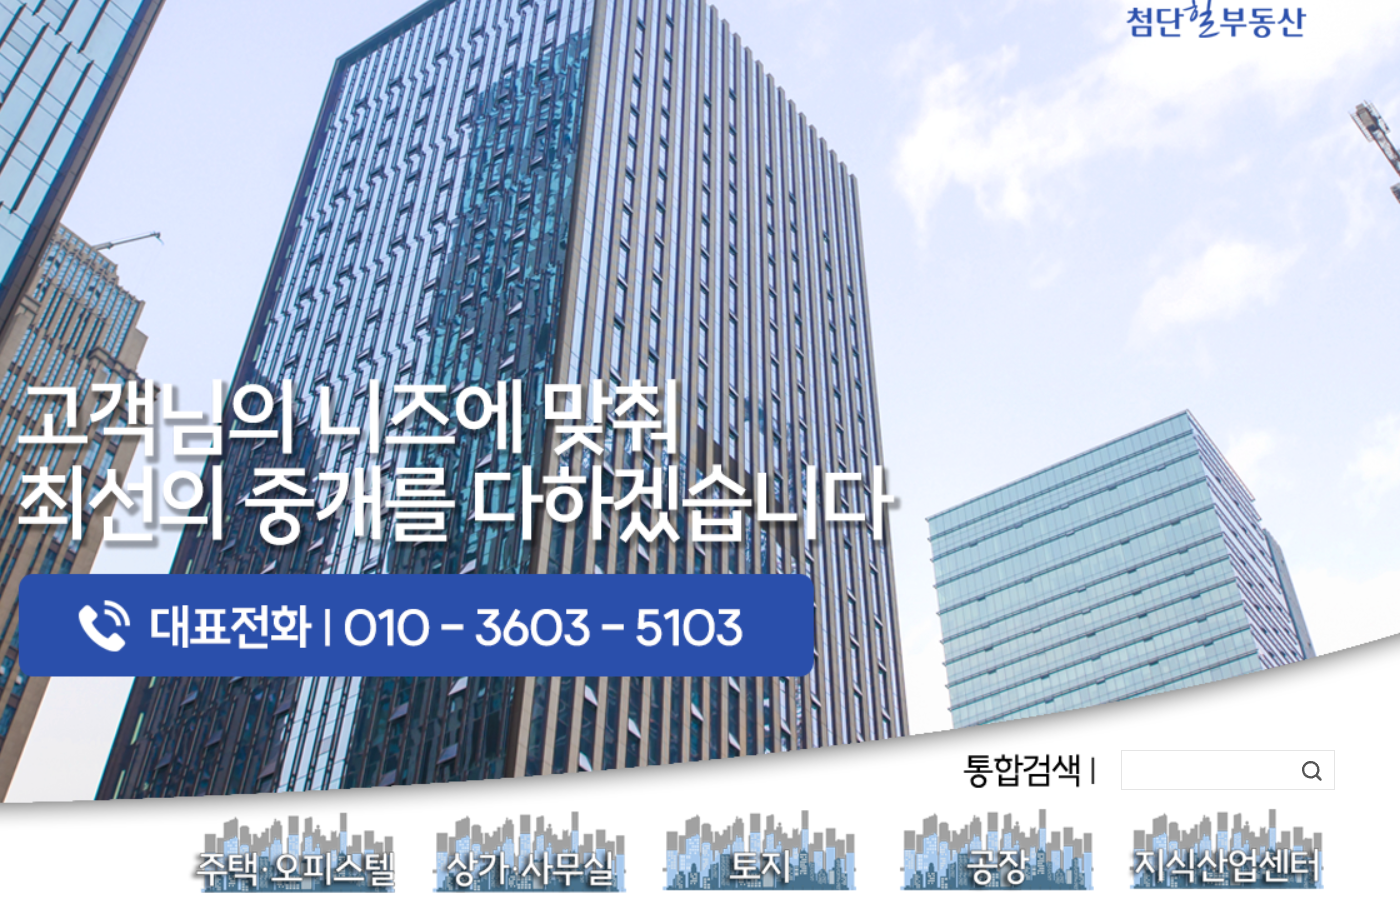 첨단힐부동산
고객님의 니즈에 맞춰
최선의 중개를 다하겠습니다
대표전화 | 010 - 3603 - 5103
통합검색 |
주택·오피스텔
상가·사무실
토지
공장
지식산업센터